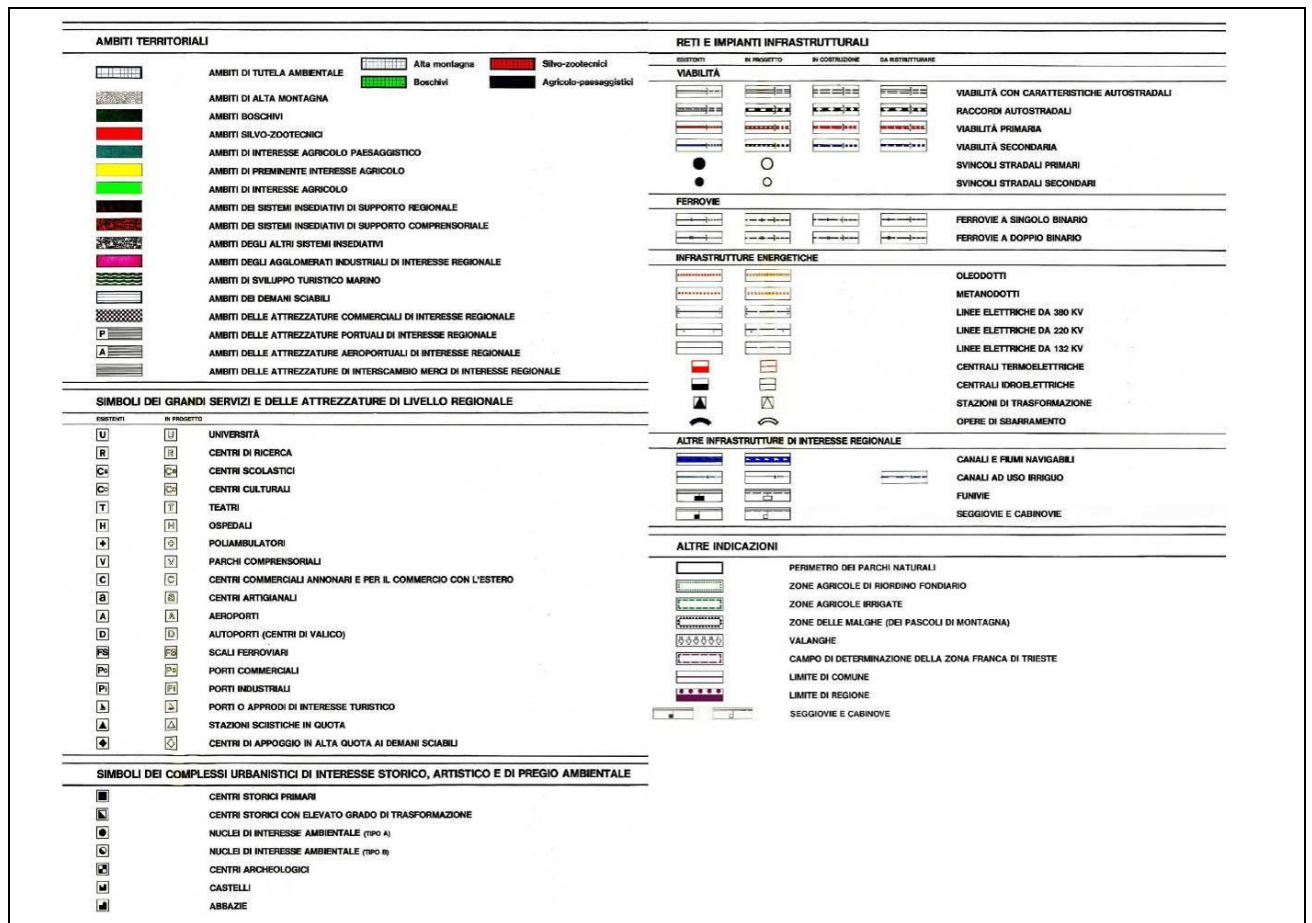 AMBITI TERRITORIALI
Alta montagna
Silvo-zootecnici
AMBITI DI TUTELA AMBIENTALE
Boschivi
Agricolo-paesaggistici
AMBITI DI ALTA MONTAGNA
AMBITI BOSCHIVI
AMBITI SILVO-ZOOTECNICI
AMBITI DI INTERESSE AGRICOLO PAESAGGISTICO
AMBITI DI PREMINENTE INTERESSE AGRICOLO
AMBITI DI INTERESSE AGRICOLO
AMBITI DEI SISTEMI INSEDIATIVI DI SUPPORTO REGIONALE
AMBITI DEI SISTEMI INSEDIATIVI DI SUPPORTO COMPRENSORIALE
AMBITI DEGLI ALTRI SISTEMI INSEDIATIVI
AMBITI DEGLI AGGLOMERATI INDUSTRIALI DI INTERESSE REGIONALE
AMBITI DI SVILUPPO TURISTICO MARINO
AMBITI DEI DEMANI SCIABILI
AMBITI DELLE ATTREZZATURE COMMERCIALI DI INTERESSE REGIONALE
P AMBITI DELLE ATTREZZATURE PORTUALI DI INTERESSE REGIONALE
A AMBITI DELLE ATTREZZATURE AEROPORTUALI DI INTERESSE REGIONALE
AMBITI DELLE ATTREZZATURE DI INTERSCAMBIO MERCI DI INTERESSE REGIONALE
SIMBOLI DEI GRANDI SERVIZI E DELLE ATTREZZATURE DI LIVELLO REGIONALE
ESISTENTI IN PROGETTO
U U UNIVERSITÀ
R R CENTRI DI RICERCA
Cs Cs CENTRI SCOLASTICI
Cc Cc CENTRI CULTURALI
T T TEATRI
H H OSPEDALI
POLIAMBULATORI
V V PARCHI COMPRENSORIALI
C C CENTRI COMMERCIALI ANNONARI E PER IL COMMERCIO CON L'ESTERO
a a CENTRI ARTIGIANALI
A A AEROPORTI
D D AUTOPORTI (CENTRI DI VALICO)
FS FS SCALI FERROVIARI
Pc Pc PORTI COMMERCIALI
Pi Pi PORTI INDUSTRIALI
PORTI O APPRODI DI INTERESSE TURISTICO
STAZIONI SCIISTICHE IN QUOTA
CENTRI DI APPOGGIO IN ALTA QUOTA AI DEMANI SCIABILI
SIMBOLI DEI COMPLESSI URBANISTICI DI INTERESSE STORICO, ARTISTICO E DI PREGIO AMBIENTALE
CENTRI STORICI PRIMARI
CENTRI STORICI CON ELEVATO GRADO DI TRASFORMAZIONE
NUCLEI DI INTERESSE AMBIENTALE (TIPO A)
NUCLEI DI INTERESSE AMBIENTALE (TIPO B)
CENTRI ARCHEOLOGICI
CASTELLI
ABBAZIE
RETI E IMPIANTI INFRASTRUTTURALI
ESISTENTI IN PROGETTO IN COSTRUZIONE DA RISTRUTTURARE
VIABILITÀ
VIABILITÀ CON CARATTERISTICHE AUTOSTRADALI
RACCORDI AUTOSTRADALI
VIABILITÀ PRIMARIA
VIABILITÀ SECONDARIA
SVINCOLI STRADALI PRIMARI
SVINCOLI STRADALI SECONDARI
FERROVIE
FERROVIE A SINGOLO BINARIO
FERROVIE A DOPPIO BINARIO
INFRASTRUTTURE ENERGETICHE
OLEODOTTI
METANODOTTI
LINEE ELETTRICHE DA 380 KV
LINEE ELETTRICHE DA 220 KV
LINEE ELETTRICHE DA 132 KV
CENTRALI TERMOELETTRICHE
CENTRALI IDROELETTRICHE
STAZIONI DI TRASFORMAZIONE
OPERE DI SBARRAMENTO
ALTRE INFRASTRUTTURE DI INTERESSE REGIONALE
CANALI E FIUMI NAVIGABILI
CANALI AD USO IRRIGUO
FUNIVIE
SEGGIOVIE E CABINOVIE
ALTRE INDICAZIONI
PERIMETRO DEI PARCHI NATURALI
ZONE AGRICOLE DI RIORDINO FONDIARIO
ZONE AGRICOLE IRRIGATE
ZONE DELLE MALGHE (DEI PASCOLI DI MONTAGNA)
VALANGHE
CAMPO DI DETERMINAZIONE DELLA ZONA FRANCA DI TRIESTE
LIMITE DI COMUNE
LIMITE DI REGIONE
SEGGIOVIE E CABINOVE